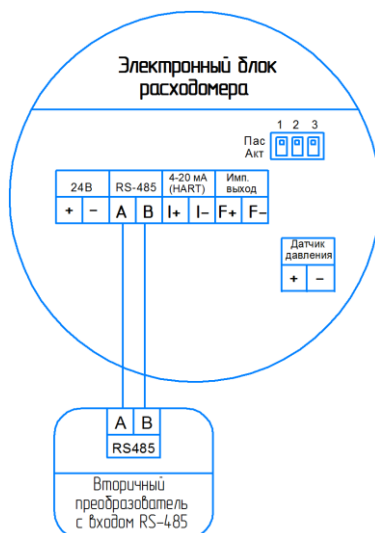 Электронный блок
расходомера
1 2 3
Пас
Акт
24В RS-485 4-20 мА (HART) Имп. выход
+ – A B I+ I– F+ F–
Датчик
давления
+ –
A B
RS485
Вторичный
преобразователь
с входом RS-485